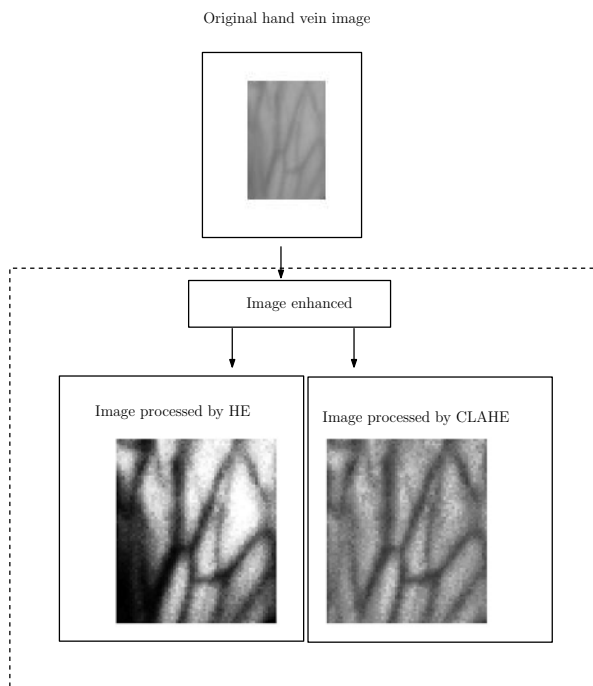 Original hand vein image
Image enhanced
Image processed by HE
Image processed by CLAHE